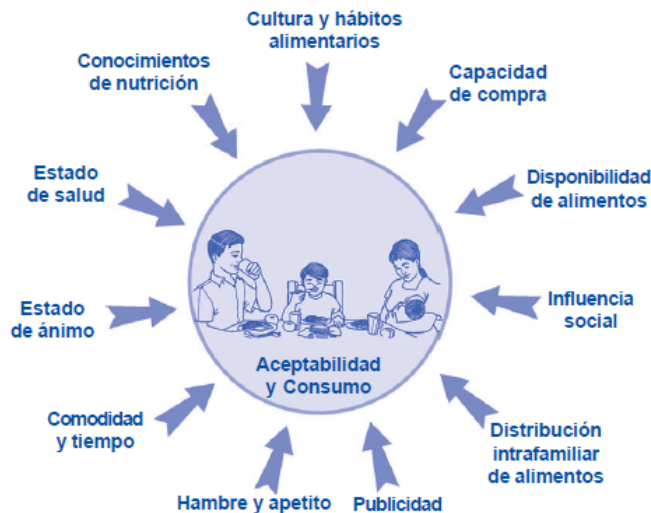 Cultura y hábitos
alimentarios
Capacidad
de compra
Disponibilidad
de alimentos
Influencia
social
Distribución
intrafamiliar
de alimentos
Publicidad
Hambre y apetito
Comodidad
y tiempo
Estado
de ánimo
Estado
de salud
Conocimientos
de nutrición
Aceptabilidad
y Consumo